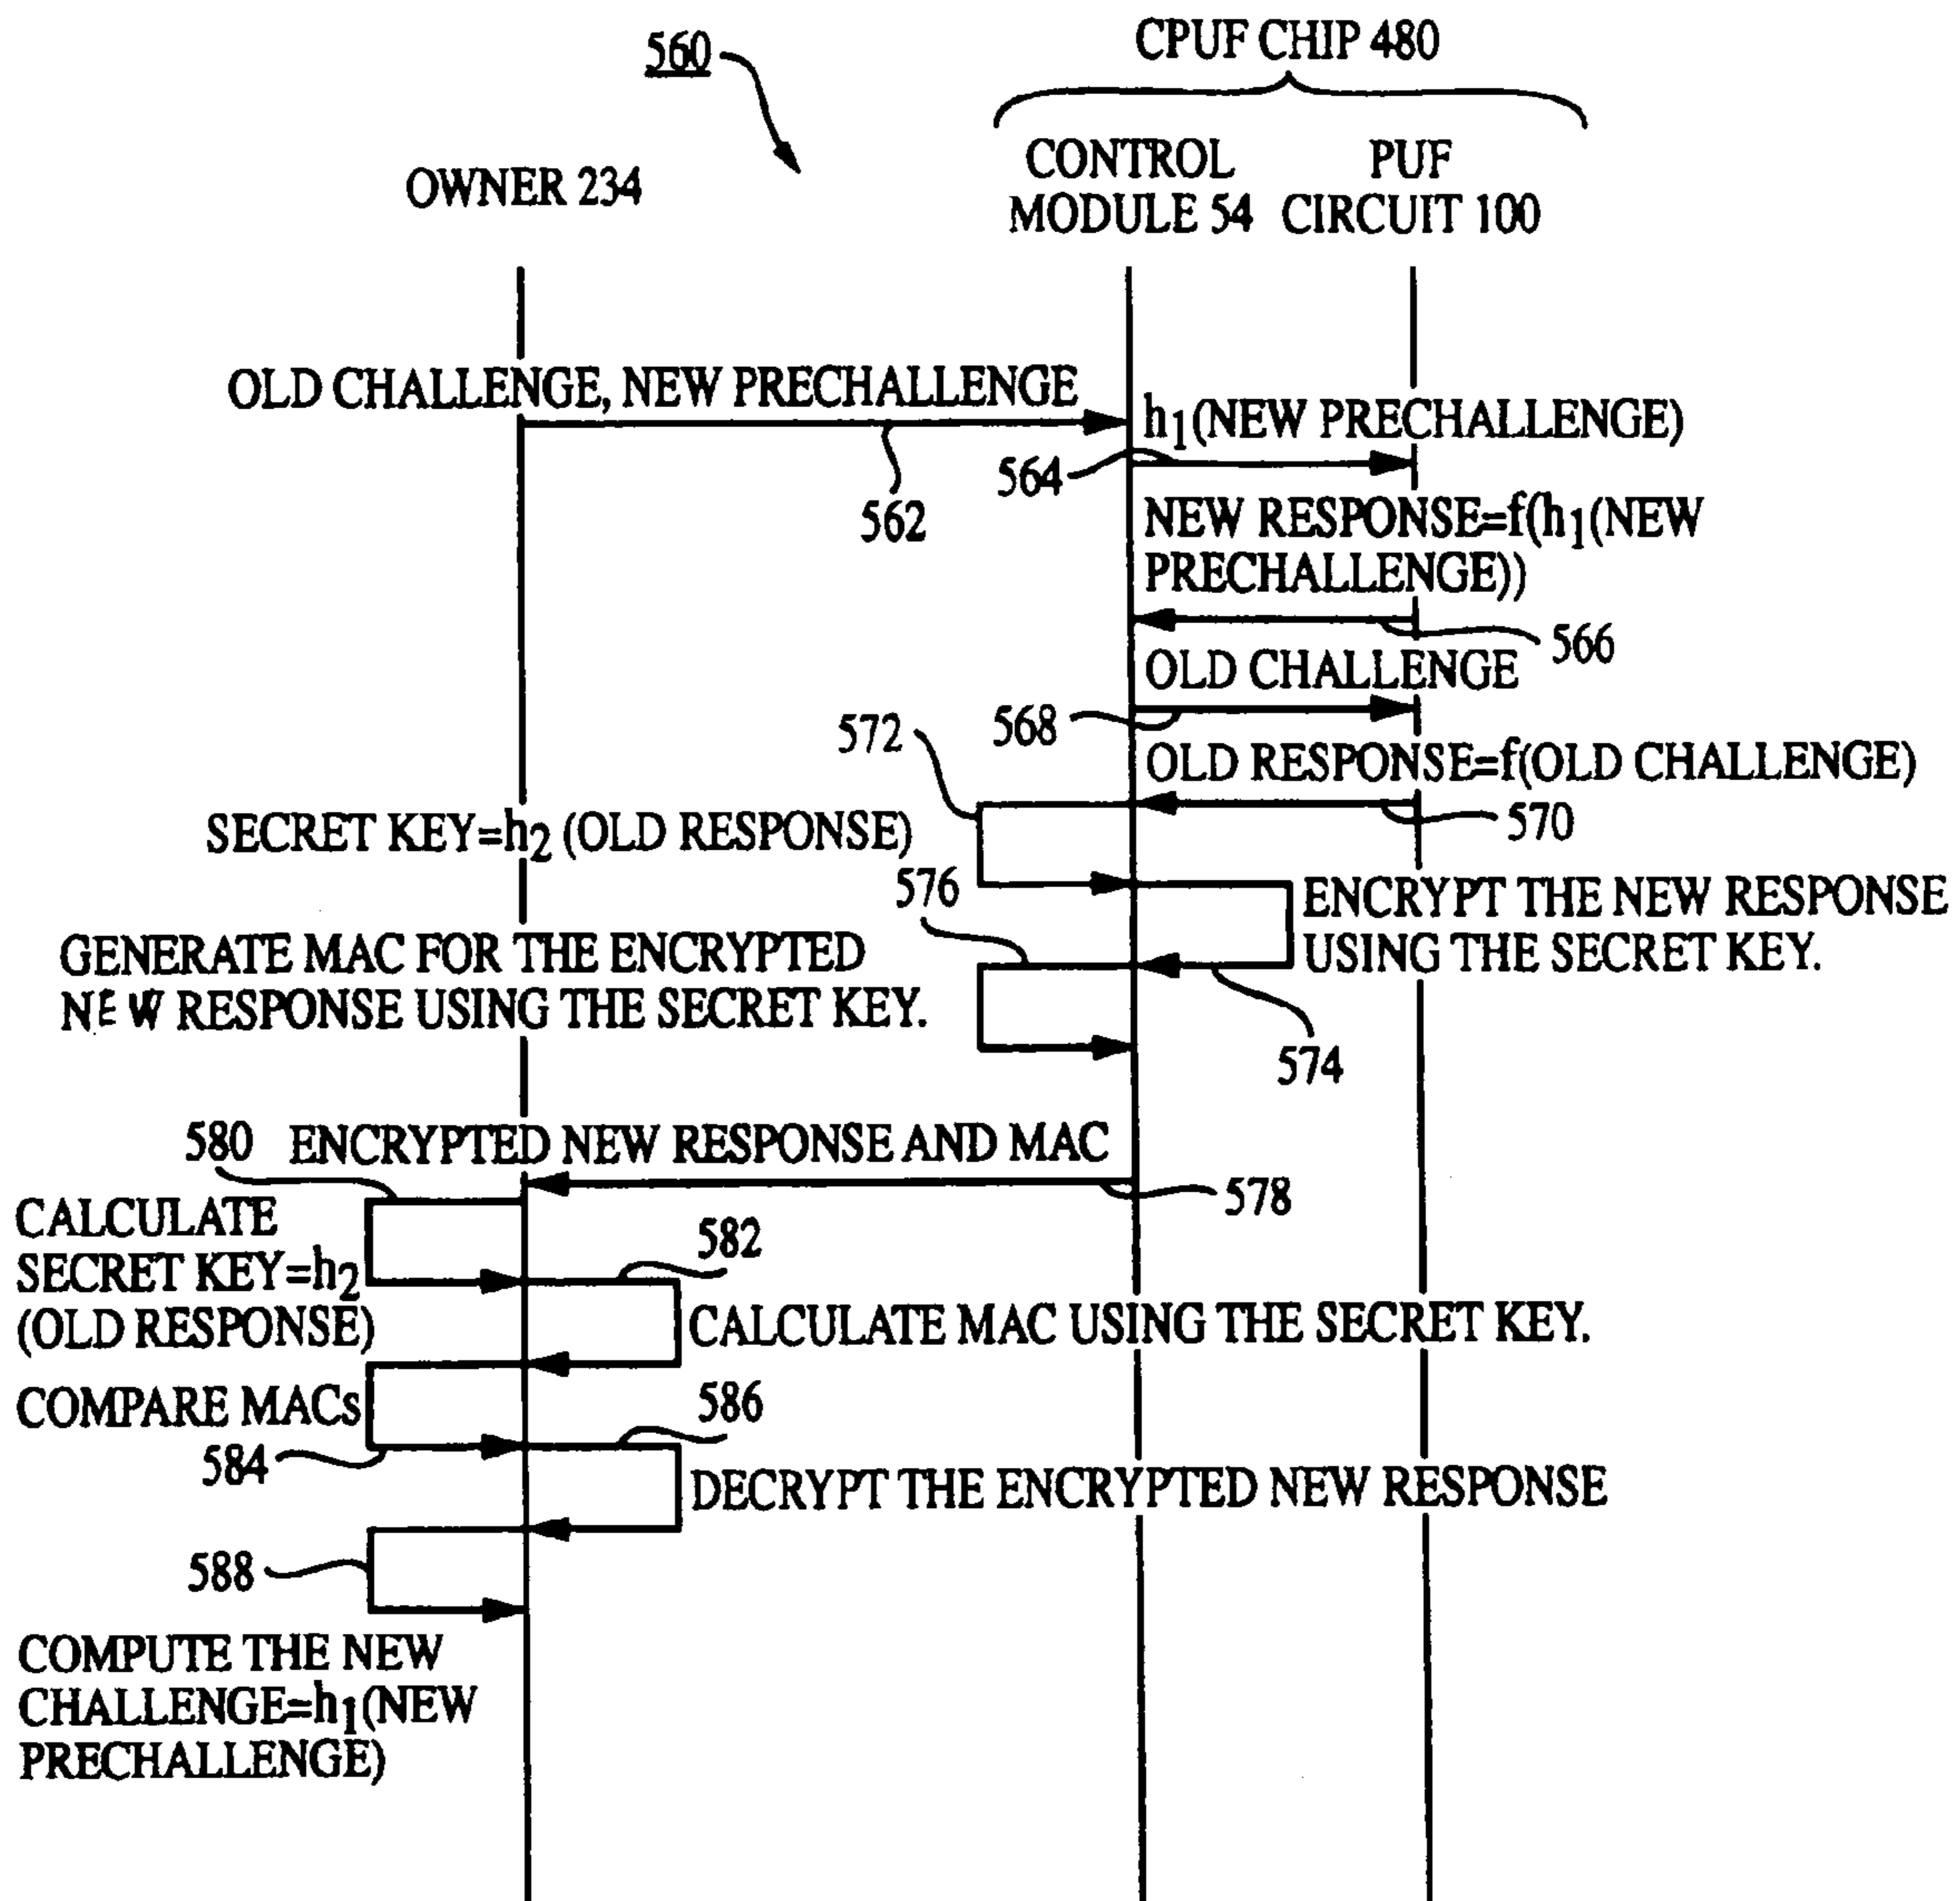 560
CPUF CHIP 480
OWNER 234
CONTROL
MODULE 54
PUF
CIRCUIT 100
OLD CHALLENGE, NEW PRECHALLENGE
562
h1(NEW PRECHALLENGE)
564
NEW RESPONSE=f(h1(NEW
PRECHALLENGE))
566
OLD CHALLENGE
568
OLD RESPONSE=f(OLD CHALLENGE)
570
572
SECRET KEY=h2 (OLD RESPONSE)
576
ENCRYPT THE NEW RESPONSE
USING THE SECRET KEY.
574
GENERATE MAC FOR THE ENCRYPTED
NEW RESPONSE USING THE SECRET KEY.
580
ENCRYPTED NEW RESPONSE AND MAC
578
CALCULATE
SECRET KEY=h2
(OLD RESPONSE)
582
CALCULATE MAC USING THE SECRET KEY.
COMPARE MACs
584
586
DECRYPT THE ENCRYPTED NEW RESPONSE
588
COMPUTE THE NEW
CHALLENGE=h1(NEW
PRECHALLENGE)